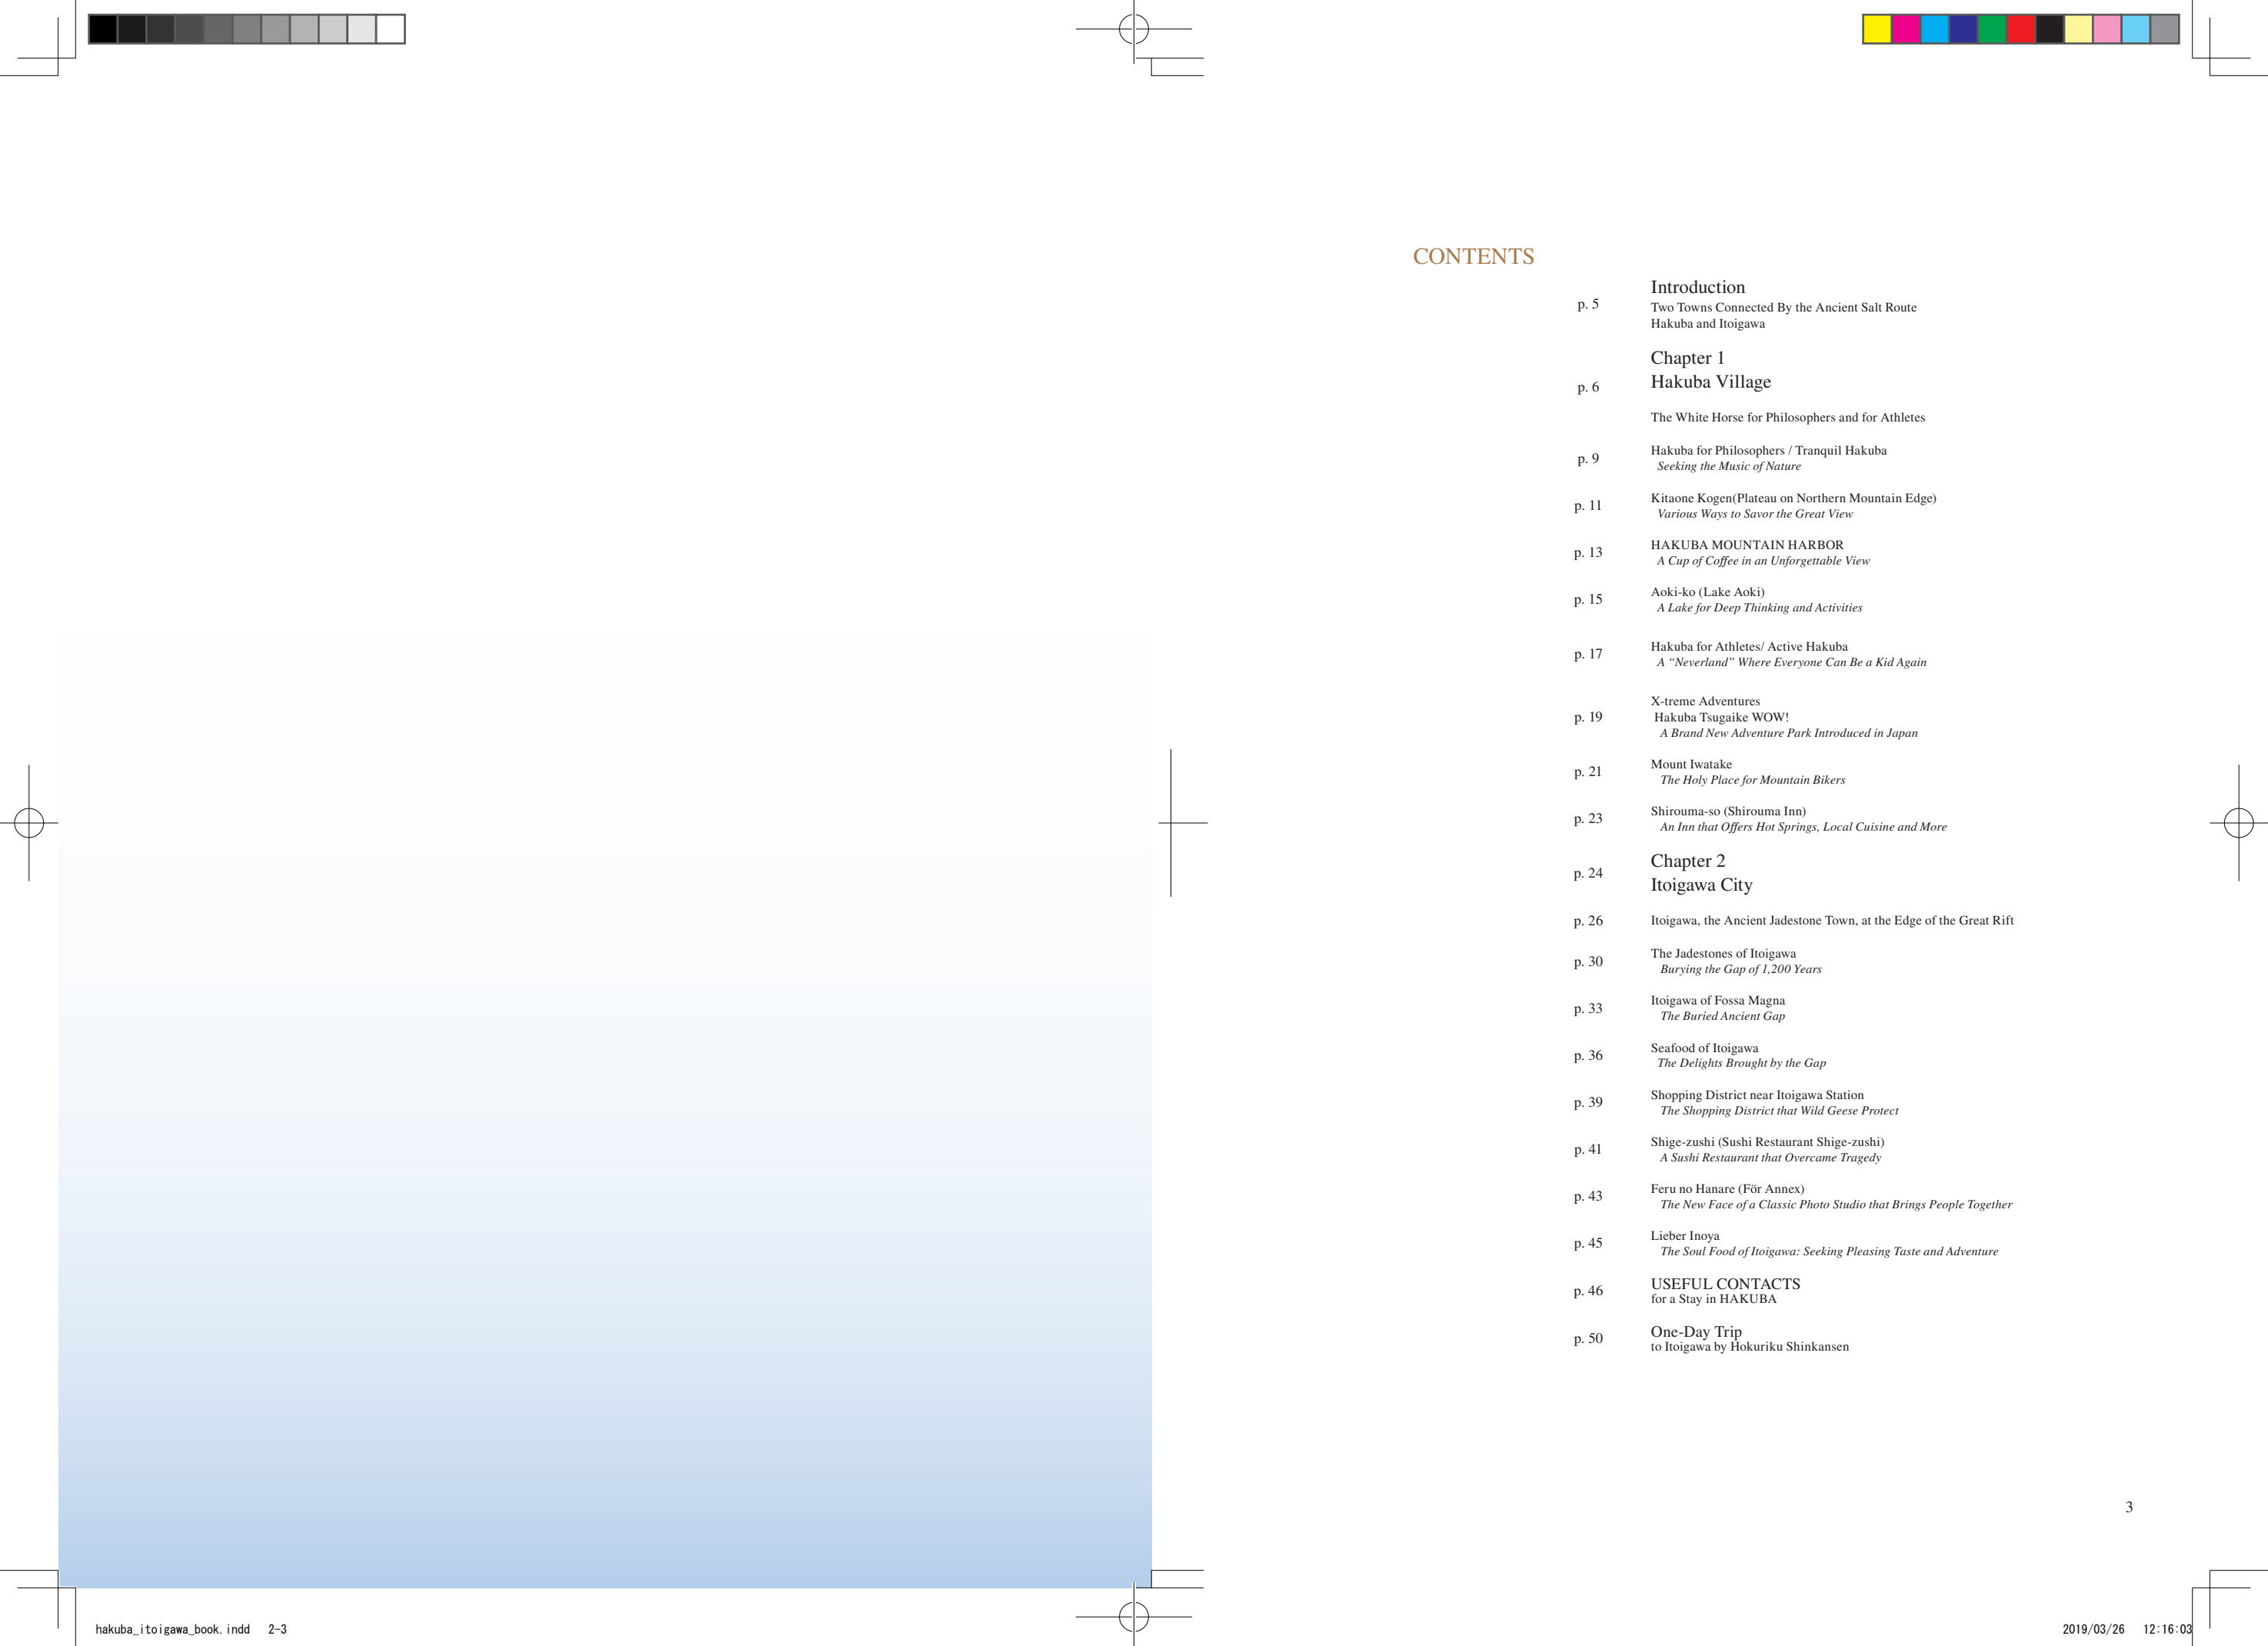 CONTENTS
Introduction
p. 5
Two Towns Connected By the Ancient Salt Route
Hakuba and Itoigawa
Chapter 1
p. 6
Hakuba Village
The White Horse for Philosophers and for Athletes
p. 9
Hakuba for Philosophers / Tranquil Hakuba
Seeking the Music of Nature
p. 11
Kitaone Kogen(Plateau on Northern Mountain Edge)
Various Ways to Savor the Great View
p. 13
HAKUBA MOUNTAIN HARBOR
A Cup of Coffee in an Unforgettable View
p. 15
Aoki-ko (Lake Aoki)
A Lake for Deep Thinking and Activities
p. 17
Hakuba for Athletes/ Active Hakuba
A “Neverland” Where Everyone Can Be a Kid Again
p. 19
X-treme Adventures
Hakuba Tsugaike WOW!
A Brand New Adventure Park Introduced in Japan
p. 21
Mount Iwatake
The Holy Place for Mountain Bikers
p. 23
Shirouma-so (Shirouma Inn)
An Inn that Offers Hot Springs, Local Cuisine and More
p. 24
Chapter 2
Itoigawa City
p. 26
Itoigawa, the Ancient Jadestone Town, at the Edge of the Great Rift
p. 30
The Jadestones of Itoigawa
Burying the Gap of 1,200 Years
p. 33
Itoigawa of Fossa Magna
The Buried Ancient Gap
p. 36
Seafood of Itoigawa
The Delights Brought by the Gap
p. 39
Shopping District near Itoigawa Station
The Shopping District that Wild Geese Protect
p. 41
Shige-zushi (Sushi Restaurant Shige-zushi)
A Sushi Restaurant that Overcame Tragedy
p. 43
Feru no Hanare (För Annex)
The New Face of a Classic Photo Studio that Brings People Together
p. 45
Lieber Inoya
The Soul Food of Itoigawa: Seeking Pleasing Taste and Adventure
p. 46
USEFUL CONTACTS
for a Stay in HAKUBA
p. 50
One-Day Trip
to Itoigawa by Hokuriku Shinkansen
3
hakuba_itoigawa_book.indd 2-3
2019/03/26 12:16:03